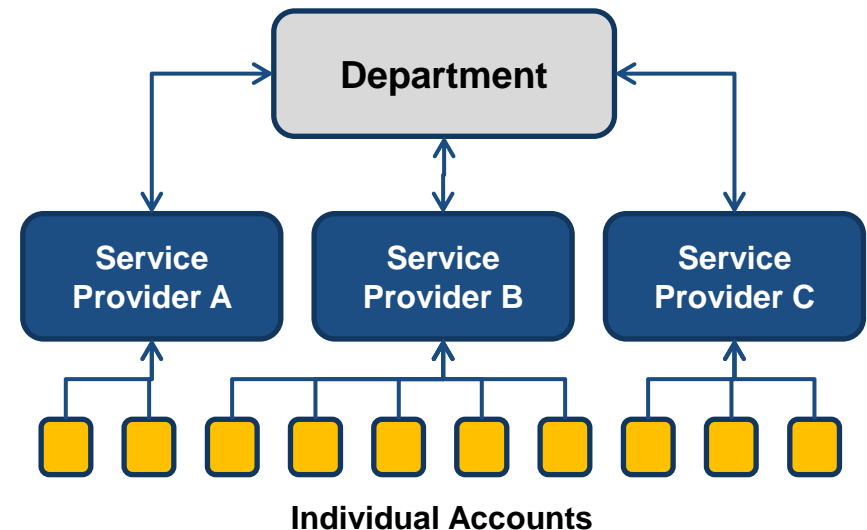 Department
Service
Provider A
Service
Provider B
Service
Provider C
Individual Accounts